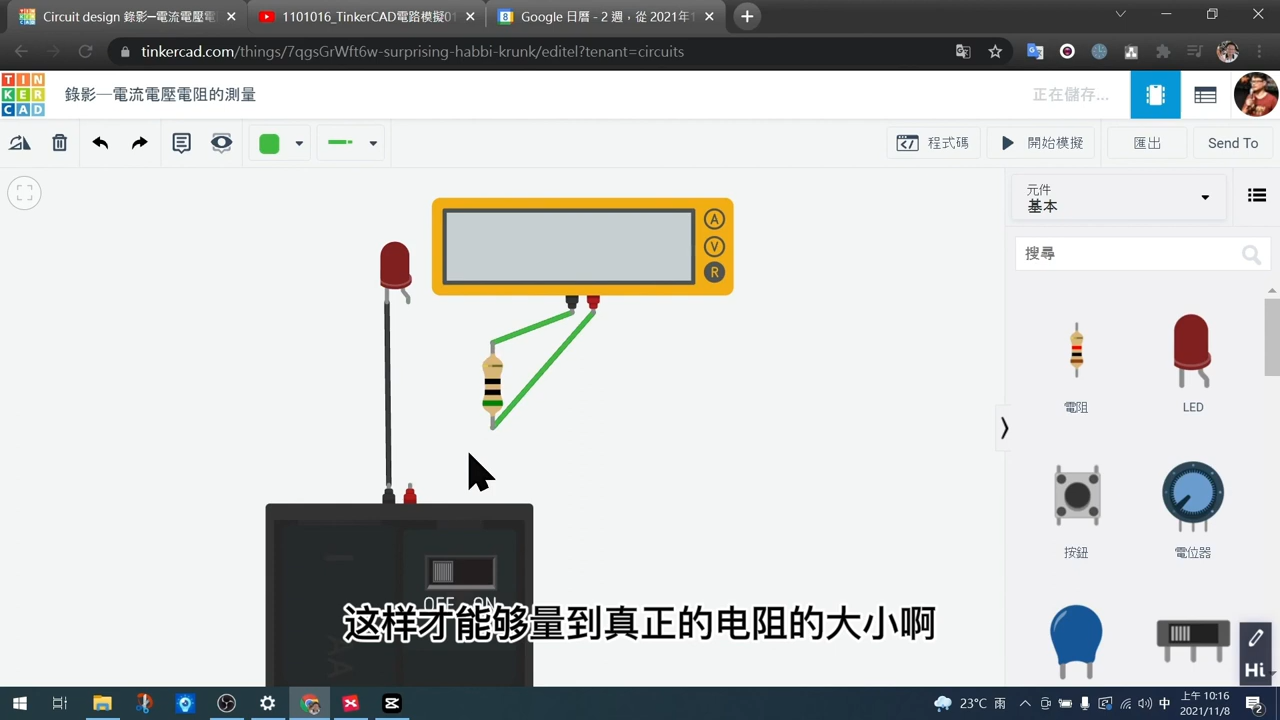 Circuit design 錄影─電流電壓電
1101016_TinkerCAD電路模擬0
Google 日曆 - 2 週，從 2021年1
tinkercad.com/things/7qgsGrWft6w-surprising-habbi-krunk/editel?tenant=circuits
TIN
KER
CAD
錄影─電流電壓電阻的測量
正在儲存...
程式碼
開始模擬
匯出
Send To
元件
基本
搜尋
A
V
R
電阻
LED
按鈕
電位器
OFF ON
AA
这样才能够量到真正的电阻的大小啊
Hi
23°C 雨
中
上午 10:16
2021/11/8
2